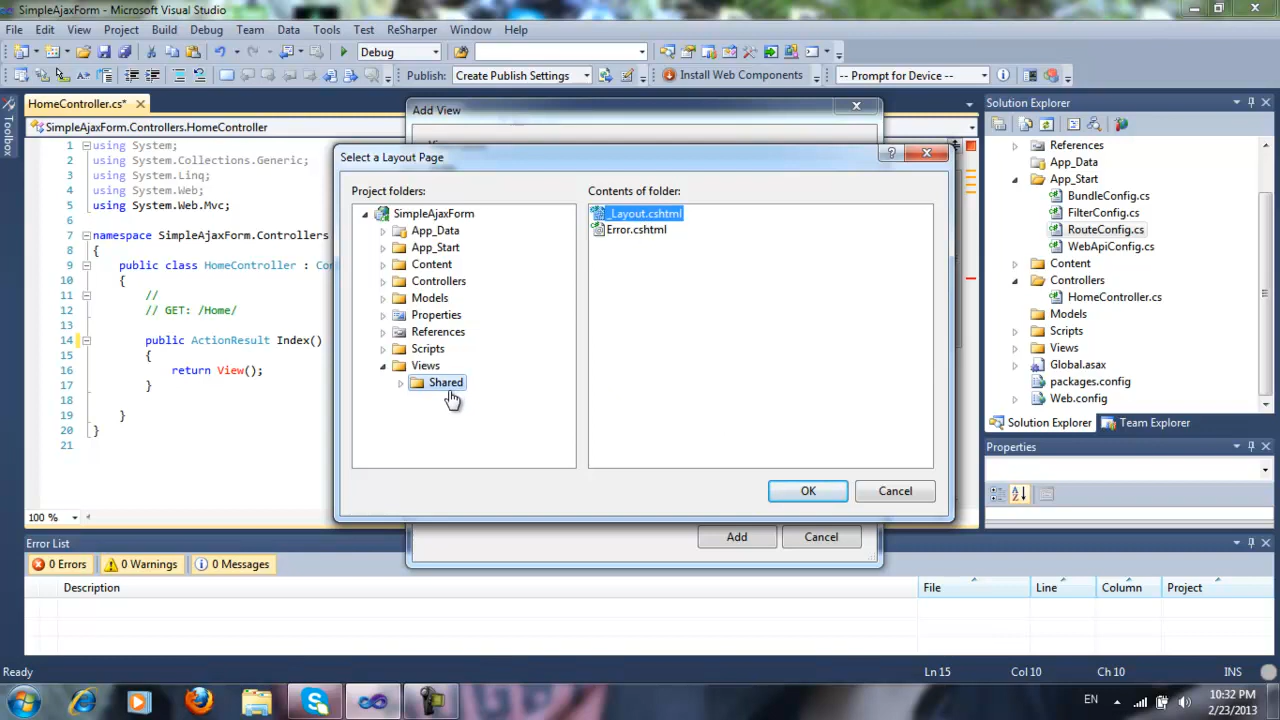 SimpleAjaxForm - Microsoft Visual Studio
File Edit View Project Build Debug Team Data Tools Test ReSharper Window Help
Debug
Publish: Create Publish Settings Install Web Components -- Prompt for Device --
HomeController.cs*
SimpleAjaxForm.Controllers.HomeController
Toolbox
1 using System;
2 using System.Collections.Generic;
3 using System.Linq;
4 using System.Web;
5 using System.Web.Mvc;
6
7 namespace SimpleAjaxForm.Controllers
8 {
9 public class HomeController : Con
10 {
11 //
12 // GET: /Home/
13
14 public ActionResult Index()
15 {
16 return View();
17 }
18
19 }
20 }
21
100 %
Add View
Select a Layout Page
Project folders:
SimpleAjaxForm
App_Data
App_Start
Content
Controllers
Models
Properties
References
Scripts
Views
Shared
Contents of folder:
_Layout.cshtml
Error.cshtml
OK Cancel
Add Cancel
Solution Explorer
References
App_Data
App_Start
BundleConfig.cs
FilterConfig.cs
RouteConfig.cs
WebApiConfig.cs
Content
Controllers
HomeController.cs
Models
Scripts
Views
Global.asax
packages.config
Web.config
Solution Explorer Team Explorer
Properties
Error List
0 Errors 0 Warnings 0 Messages
Description File Line Column Project
Ready Ln 15 Col 10 Ch 10 INS
EN 10:32 PM
2/23/2013